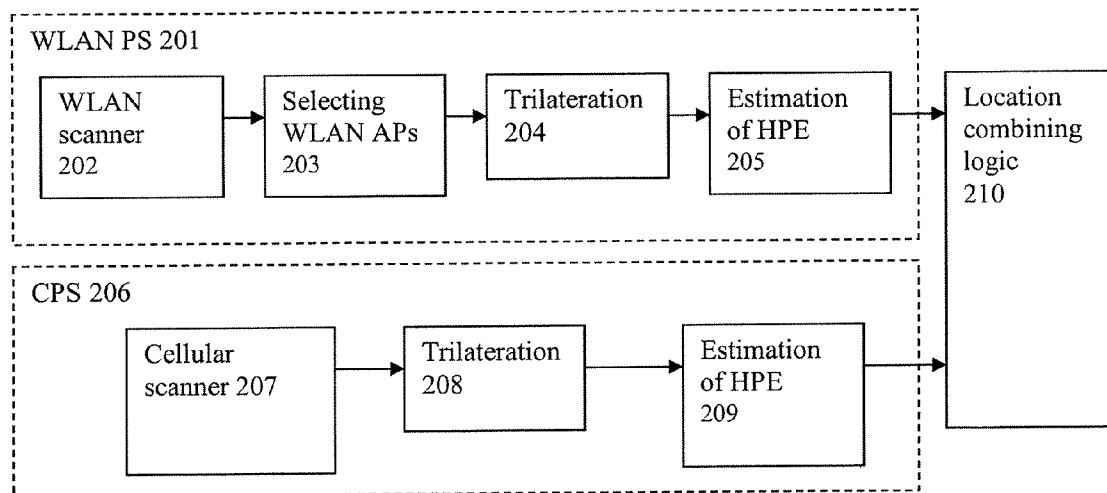 WLAN PS 201
WLAN
scanner
202
Selecting
WLAN APs
203
Trilateration
204
Estimation
of HPE
205
Location
combining
logic
210
CPS 206
Cellular
scanner 207
Trilateration
208
Estimation
of HPE
209